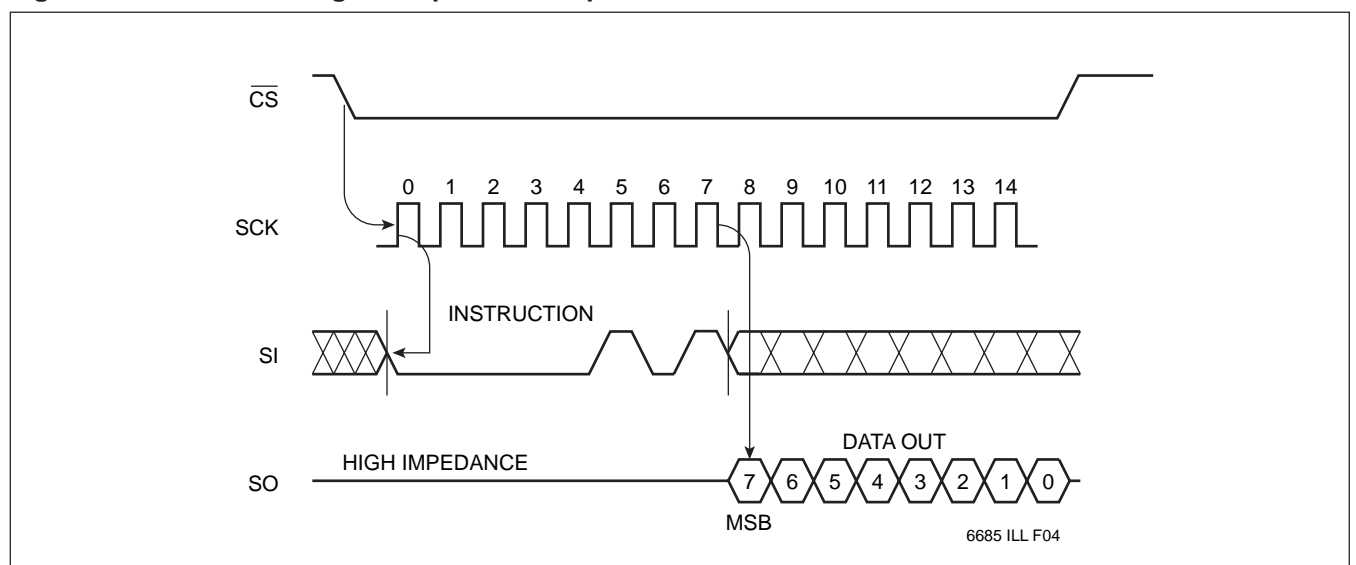 CS
0 1 2 3 4 5 6 7 8 9 10 11 12 13 14
SCK
INSTRUCTION
SI
DATA OUT
HIGH IMPEDANCE
SO
7 6 5 4 3 2 1 0
MSB
6685 ILL F04